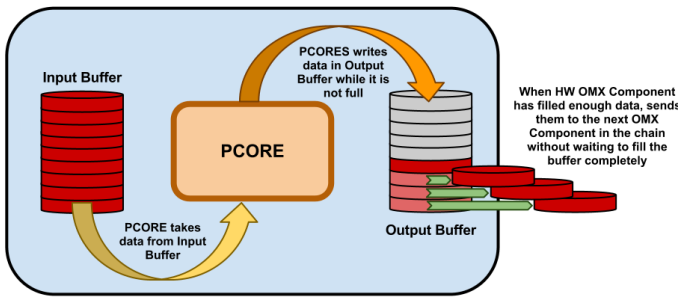 Input Buffer
PCORES writes
data in Output
Buffer while it is
not full
PCORE
When HW OMX Component
has filled enough data, sends
them to the next OMX
Component in the chain
without waiting to fill the
buffer completely
PCORE takes
data from Input
Buffer
Output Buffer